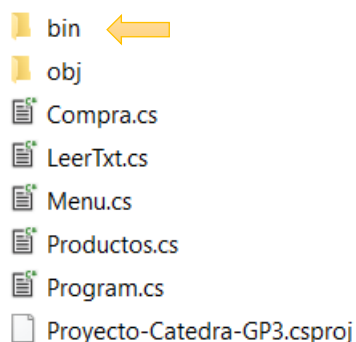 bin
obj
Compra.cs
LeerTxt.cs
Menu.cs
Productos.cs
Program.cs
Proyecto-Catedra-GP3.csproj